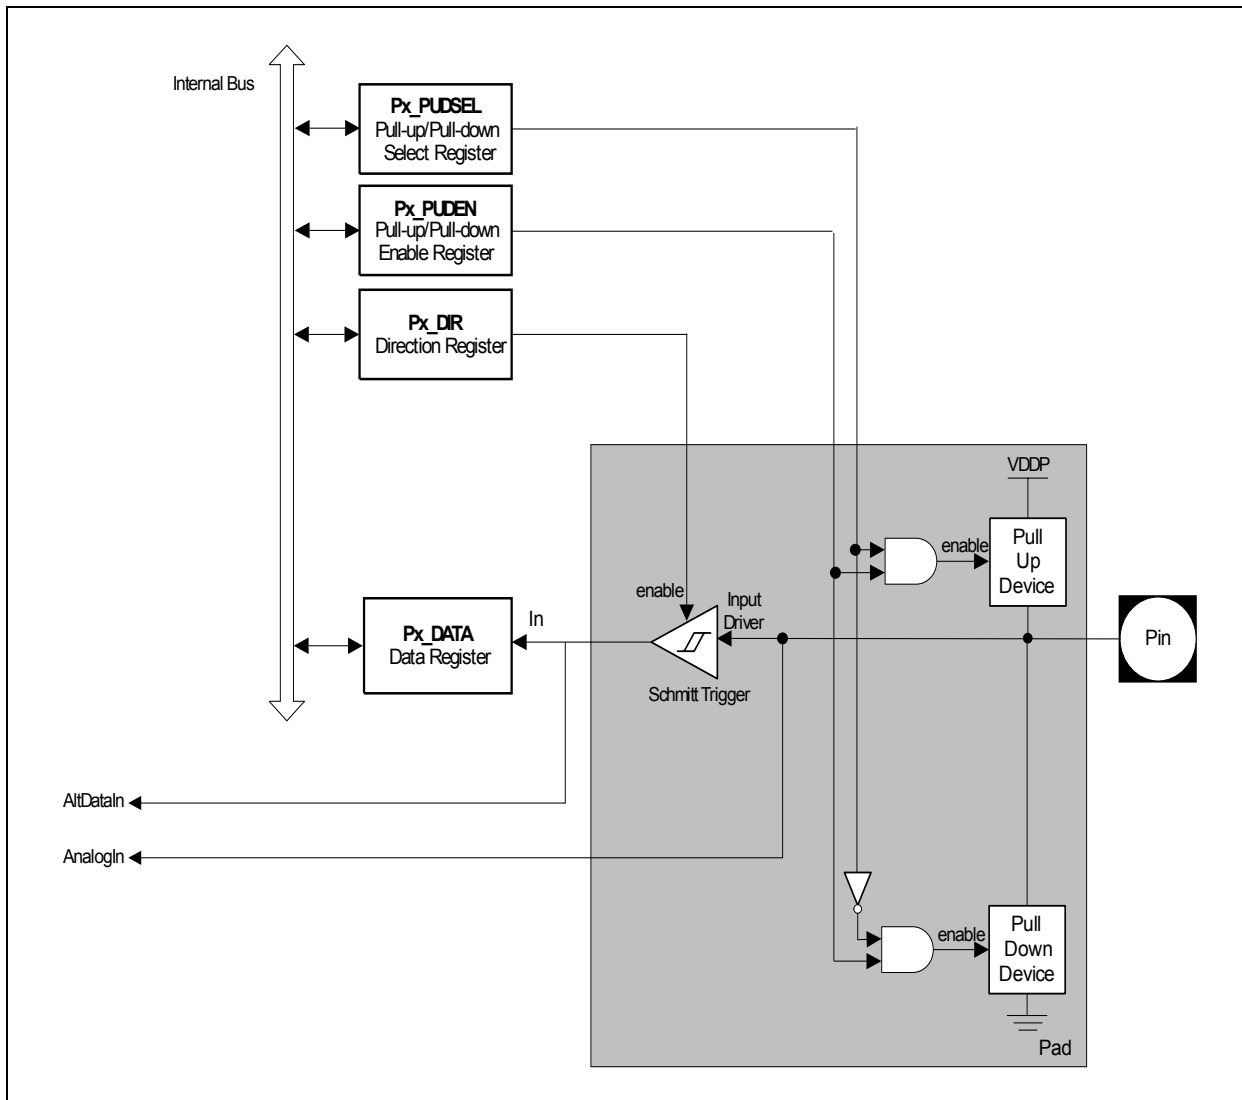 Internal Bus
Px_PUDSEL
Pull-up/Pull-down
Select Register
Px_PUDEN
Pull-up/Pull-down
Enable Register
Px_DIR
Direction Register
VDDP
enable
Pull
Up
Device
enable
Input
Driver
In
Px_DATA
Data Register
Pin
Schmitt Trigger
AltDataIn
AnalogIn
enable
Pull
Down
Device
Pad